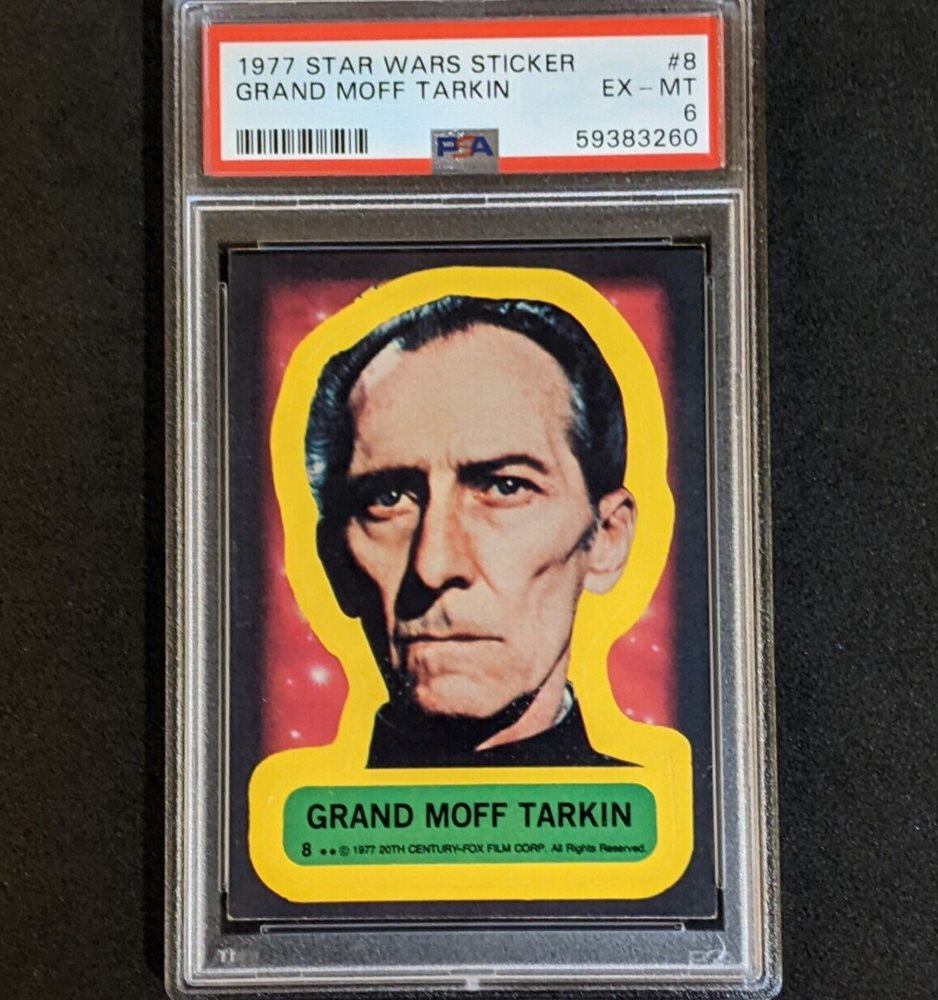 1977 STAR WARS STICKER #8
GRAND MOFF TARKIN EX - MT
6
PSA 59383260
GRAND MOFF TARKIN
8 ★★ © 1977 20TH CENTURY-FOX FILM CORP. All Rights Reserved.